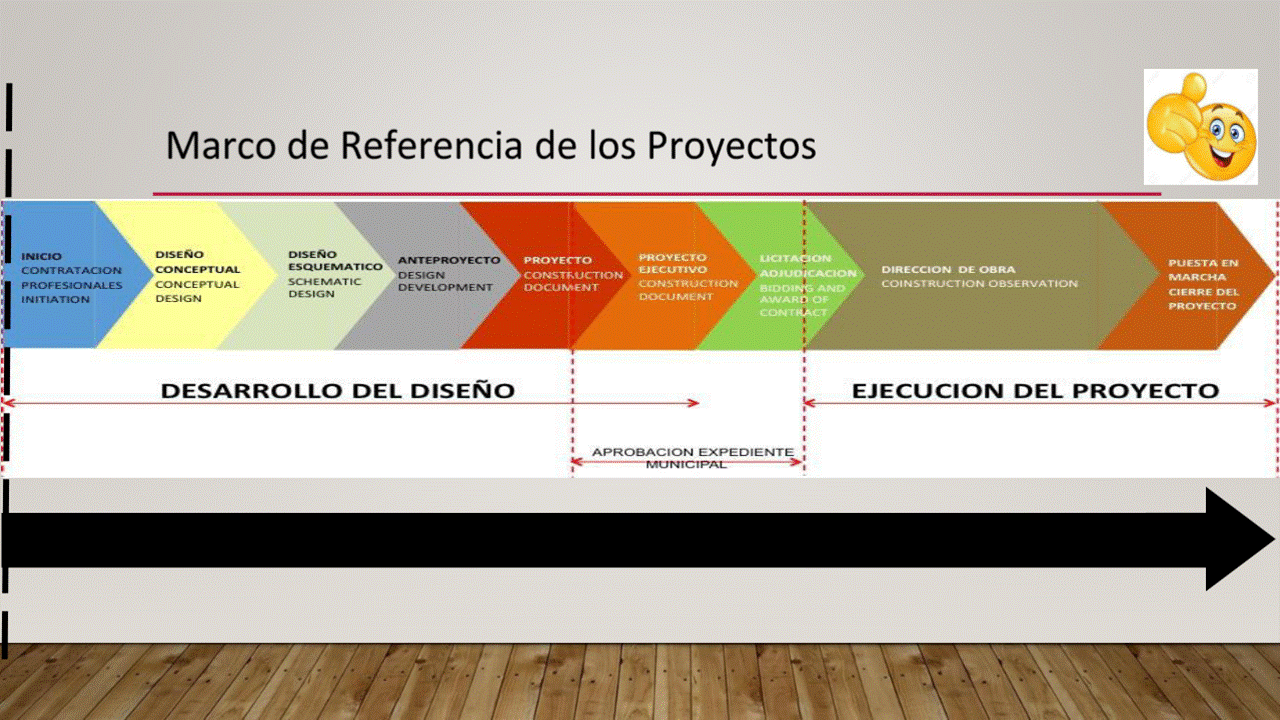 Marco de Referencia de los Proyectos
INICIO
CONTRATACION
PROFESIONALES
INITIATION
DISEÑO
CONCEPTUAL
CONCEPTUAL
DESIGN
DISEÑO
ESQUEMATICO
SCHEMATIC
DESIGN
ANTEPROYECTO
DESIGN
DEVELOPMENT
PROYECTO
CONSTRUCTION
DOCUMENT
PROYECTO
EJECUTIVO
CONSTRUCTION
DOCUMENT
LICITACION
ADJUDICACION
BIDDING AND
AWARD OF
CONTRACT
DIRECCION DE OBRA
COINSTRUCTION OBSERVATION
PUESTA EN
MARCHA
CIERRE DEL
PROYECTO
DESARROLLO DEL DISEÑO
EJECUCION DEL PROYECTO
APROBACION EXPEDIENTE
MUNICIPAL